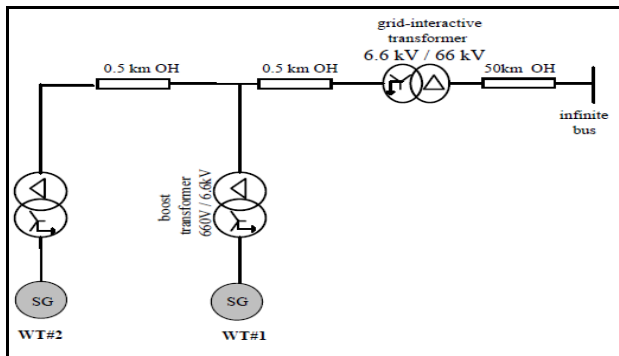 grid-interactive
transformer
6.6 kV / 66 kV
0.5 km OH
0.5 km OH
50km OH
infinite
bus
boost
transformer
660V / 6.6kV
SG
SG
WT#2
WT#1